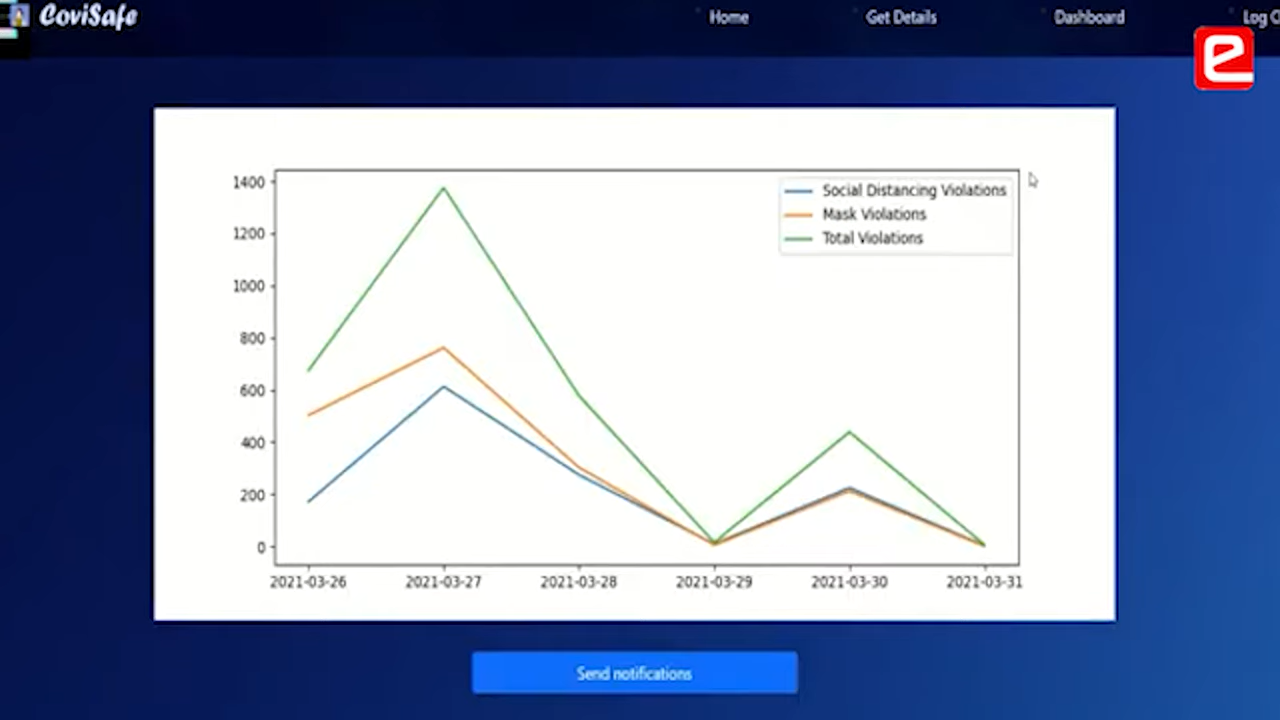 CoviSafe
Home
Get Details
Dashboard
Log
e
1400
1200
1000
800
600
400
200
0
Social Distancing Violations
Mask Violations
Total Violations
2021-03-26
2021-03-27
2021-03-28
2021-03-29
2021-03-30
2021-03-31
Send notifications